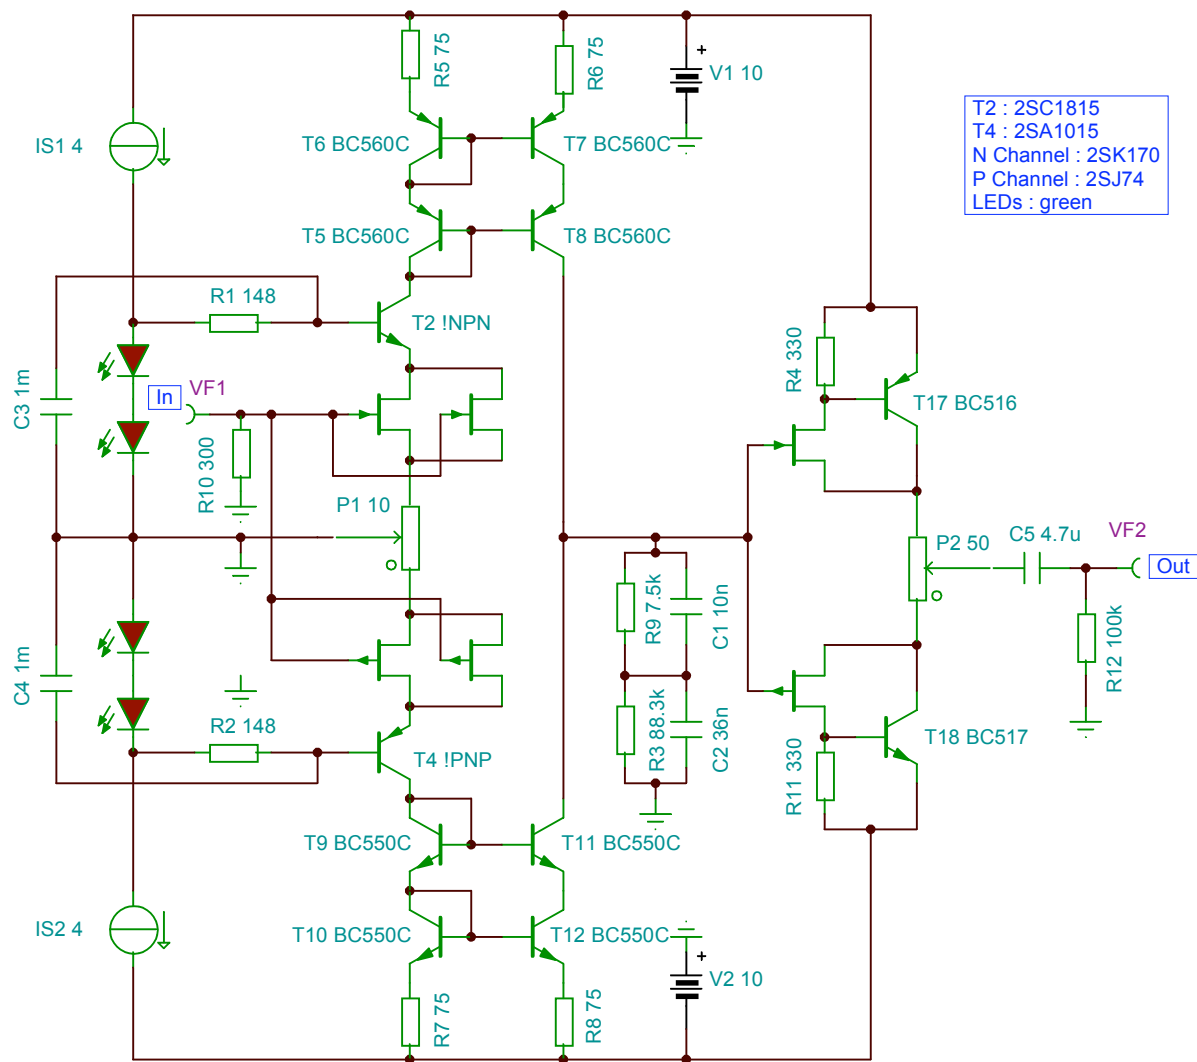 R5 75
R6 75
V1 10
T2 : 2SC1815
T4 : 2SA1015
N Channel : 2SK170
P Channel : 2SJ74
LEDs : green
IS1 4
T6 BC560C
T7 BC560C
T5 BC560C
T8 BC560C
R1 148
T2 !NPN
R4 330
C3 1m
In
VF1
T17 BC516
R10 300
P1 10
P2 50
C5 4.7u
VF2
Out
R9 7.5k
C1 10n
R12 100k
C4 1m
R2 148
T4 !PNP
R3 88.3k
C2 36n
T18 BC517
R11 330
T9 BC550C
T11 BC550C
IS2 4
T10 BC550C
T12 BC550C
V2 10
R7 75
R8 75